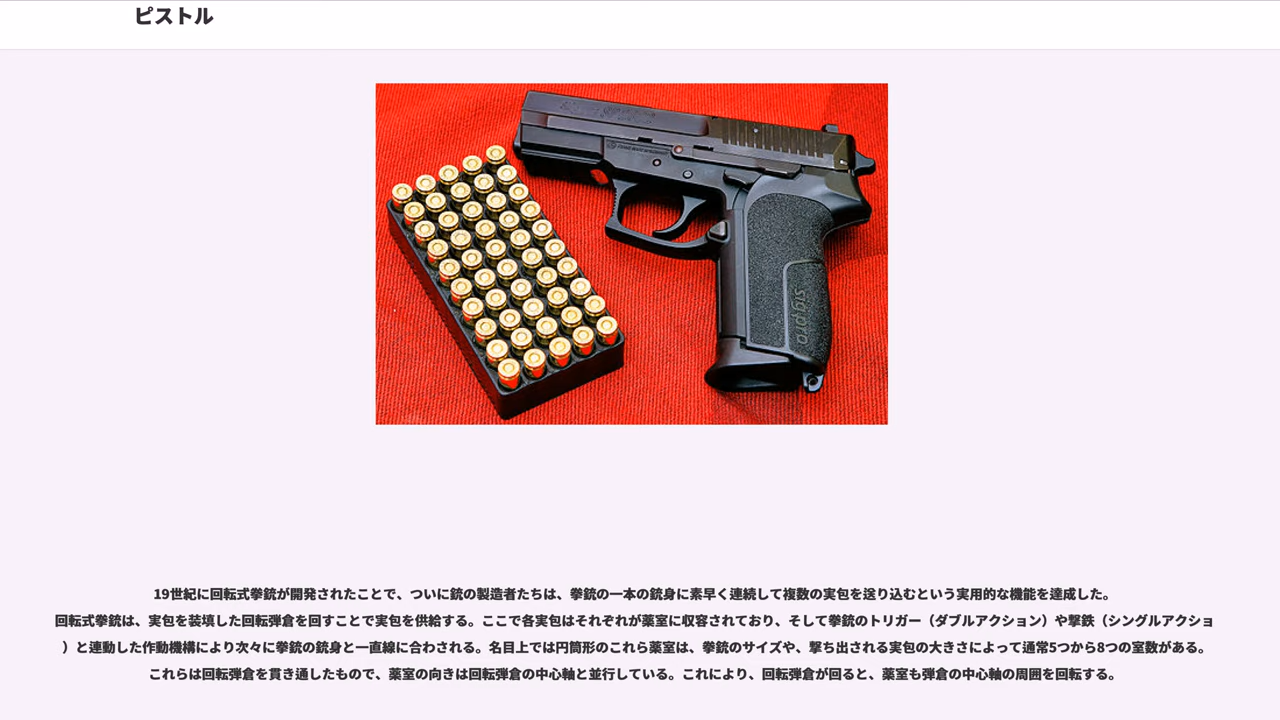 ピストル
sigpro
19世紀に回転式拳銃が開発されたことで、ついに銃の製造者たちは、拳銃の一本の銃身に素早く連続して複数の実包を送り込むという実用的な機能を達成した。
回転式拳銃は、実包を装填した回転弾倉を回すことで実包を供給する。ここで各実包はそれぞれが薬室に収容されており、そして拳銃のトリガー（ダブルアクション）や撃鉄（シングルアクショ
）と連動した作動機構により次々に拳銃の銃身と一直線に合わされる。名目上では円筒形のこれら薬室は、拳銃のサイズや、撃ち出される実包の大きさによって通常5つから8つの室数がある。
これらは回転弾倉を貫き通したもので、薬室の向きは回転弾倉の中心軸と並行している。これにより、回転弾倉が回ると、薬室も弾倉の中心軸の周囲を回転する。